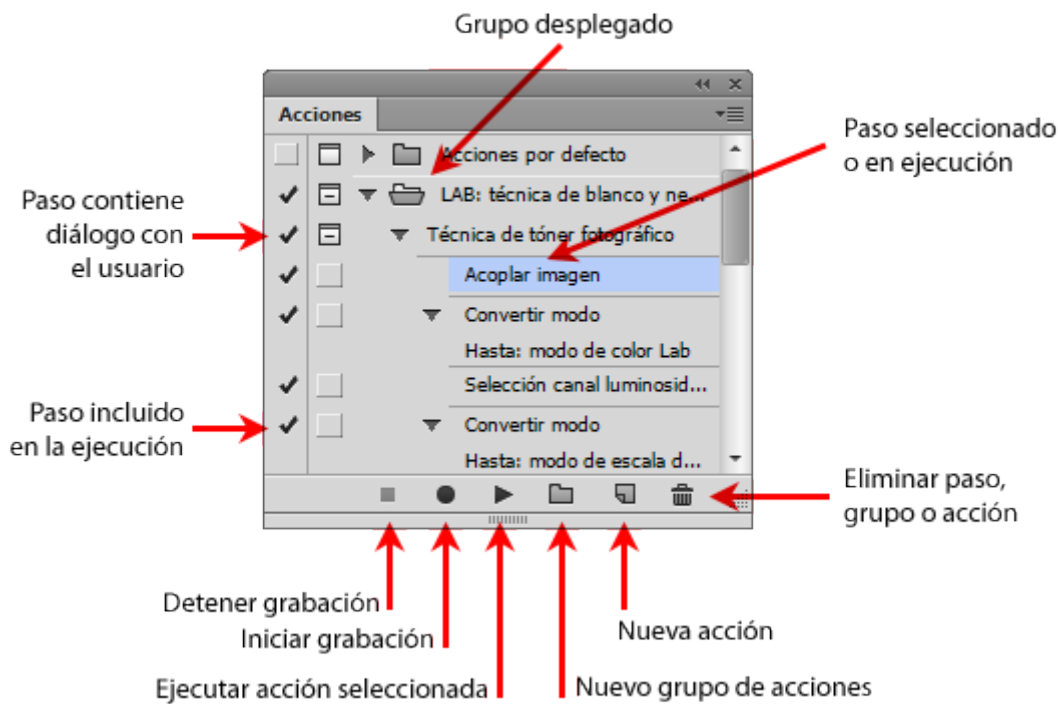 Grupo desplegado
Acciones
Paso seleccionado
o en ejecución
Acciones por defecto
LAB: técnica de blanco y ne...
Paso contiene
diálogo con
el usuario
Técnica de tóner fotográfico
Acoplar imagen
Convertir modo
Hasta: modo de color Lab
Selección canal luminosid...
Paso incluido
en la ejecución
Convertir modo
Hasta: modo de escala d...
Eliminar paso,
grupo o acción
Detener grabación
Iniciar grabación
Nueva acción
Ejecutar acción seleccionada
Nuevo grupo de acciones